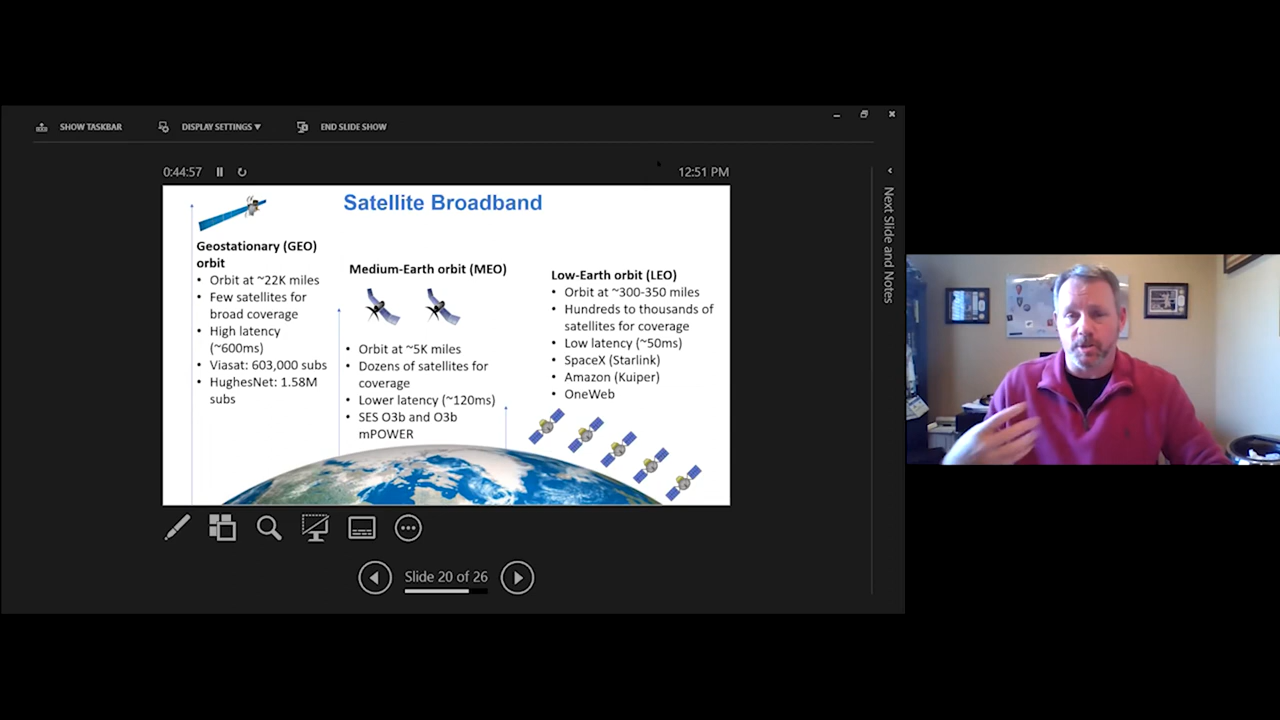 SHOW TASKBAR
DISPLAY SETTINGS
END SLIDE SHOW
0:44:57
12:51 PM
Next Slide and Notes
Satellite Broadband
Geostationary (GEO)
orbit
• Orbit at ~22K miles
• Few satellites for
broad coverage
• High latency
(~600ms)
• Viasat: 603,000 subs
• HughesNet: 1.58M
subs
Medium-Earth orbit (MEO)
• Orbit at ~5K miles
• Dozens of satellites for
coverage
• Lower latency (~120ms)
• SES O3b and O3b
mPOWER
Low-Earth orbit (LEO)
• Orbit at ~300-350 miles
• Hundreds to thousands of
satellites for coverage
• Low latency (~50ms)
• SpaceX (Starlink)
• Amazon (Kuiper)
• OneWeb
Slide 20 of 26